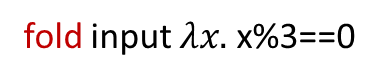 fold input 𝜆𝑥. x%3==0